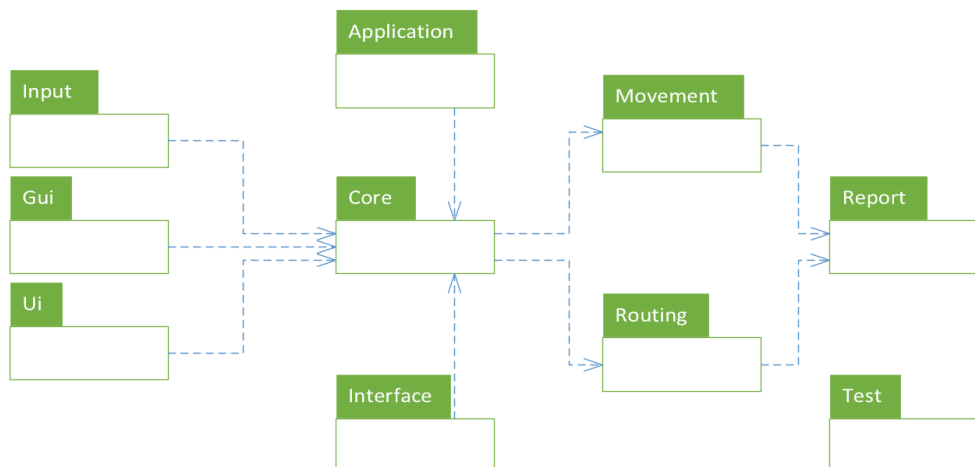 Application
Input
Movement
Gui
Core
Report
Ui
Routing
Interface
Test